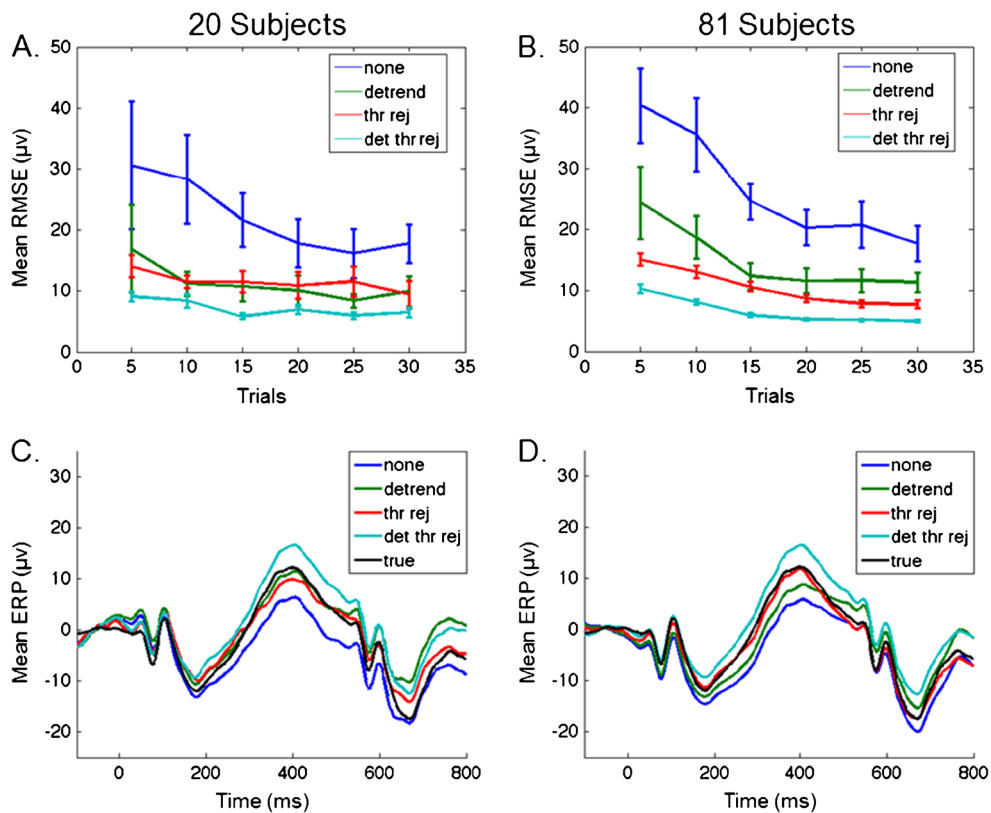 20 Subjects
81 Subjects
A.
50
40
30
20
10
0
Mean RMSE (μv)
none
detrend
thr rej
det thr rej
0 5 10 15 20 25 30 35
Trials
B.
50
40
30
20
10
0
Mean RMSE (μv)
none
detrend
thr rej
det thr rej
0 5 10 15 20 25 30 35
Trials
C.
30
20
10
0
-10
-20
Mean ERP (μv)
none
detrend
thr rej
det thr rej
true
0 200 400 600 800
Time (ms)
D.
30
20
10
0
-10
-20
Mean ERP (μv)
none
detrend
thr rej
det thr rej
true
0 200 400 600 800
Time (ms)